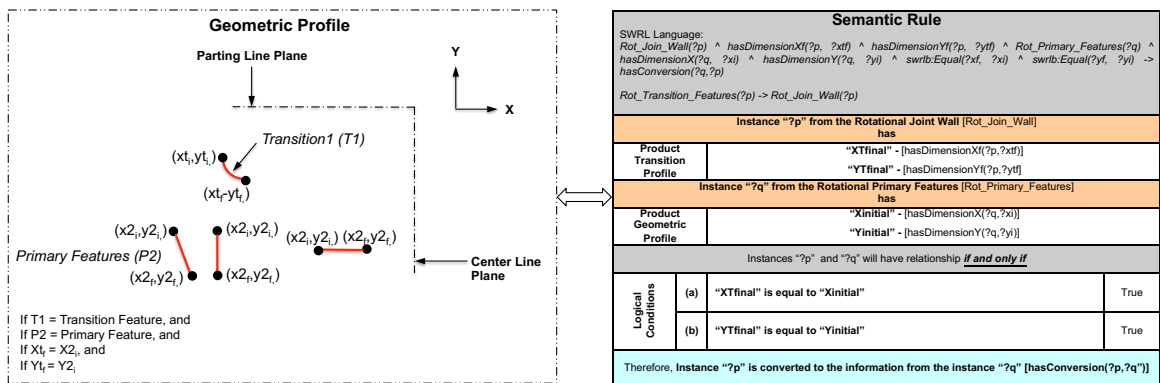 Geometric Profile
Parting Line Plane
Y
X
Transition1 (T1)
(xti,yti,)
(xtf-ytf,)
(x2i,y2i,)
(x2i,y2i,)
(x2i,y2i,) (x2f,y2f,)
Primary Features (P2)
(x2f,y2f,)
(x2f,y2f,)
Center Line
Plane
If T1 = Transition Feature, and
If P2 = Primary Feature, and
If Xtf = X2i, and
If Ytf = Y2i
Semantic Rule
SWRL Language:
Rot_Join_Wall(?p) ^ hasDimensionXf(?p, ?xtf) ^ hasDimensionYf(?p, ?ytf) ^ Rot_Primary_Features(?q) ^
hasDimensionX(?q, ?xi) ^ hasDimensionY(?q, ?yi) ^ swrlb:Equal(?xf, ?xi) ^ swrlb:Equal(?yf, ?yi) ->
hasConversion(?q,?p)
Rot_Transition_Features(?p) -> Rot_Join_Wall(?p)
Instance “?p” from the Rotational Joint Wall [Rot_Join_Wall]
has
Product
Transition
Profile
“XTfinal” - [hasDimensionXf(?p,?xtf)]
“YTfinal” - [hasDimensionYf(?p,?ytf]
Instance “?q” from the Rotational Primary Features [Rot_Primary_Features]
has
Product
Geometric
Profile
“Xinitial” - [hasDimensionX(?q,?xi)]
“Yinitial” - [hasDimensionY(?q,?yi)]
Instances “?p” and “?q” will have relationship if and only if
Logical
Conditions
(a) “XTfinal” is equal to “Xinitial” True
(b) “YTfinal” is equal to “Yinitial” True
Therefore, Instance “?p” is converted to the information from the instance “?q” [hasConversion(?p,?q”)]